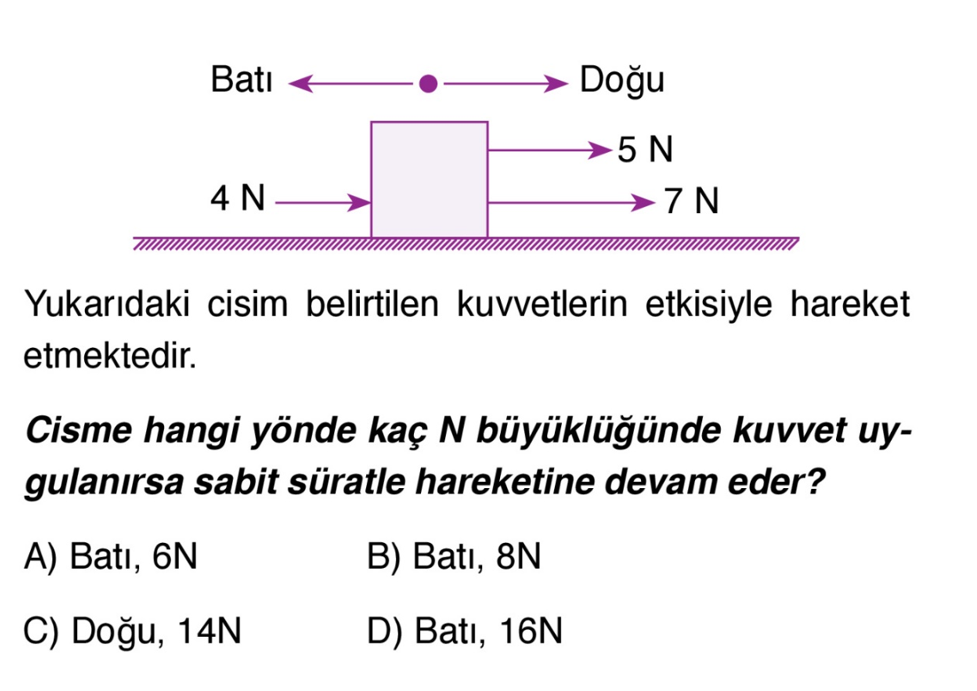 Batı Doğu
5 N
4 N 7 N
Yukarıdaki cisim belirtilen kuvvetlerin etkisiyle hareket
etmektedir.
Cisme hangi yönde kaç N büyüklüğünde kuvvet uy-
gulanırsa sabit süratle hareketine devam eder?
A) Batı, 6N B) Batı, 8N
C) Doğu, 14N D) Batı, 16N